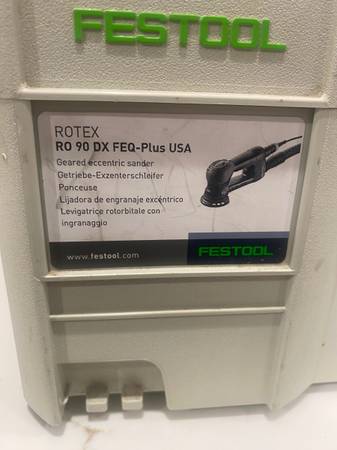 FESTOOL
ROTEX
RO 90 DX FEQ-Plus USA
Geared eccentric sander
Getriebe-Exzenterschleifer
Ponceuse
Lijadora de engranaje excéntrico
Levigatrice rotorbitale con
ingranaggio
www.festool.com
FESTOOL